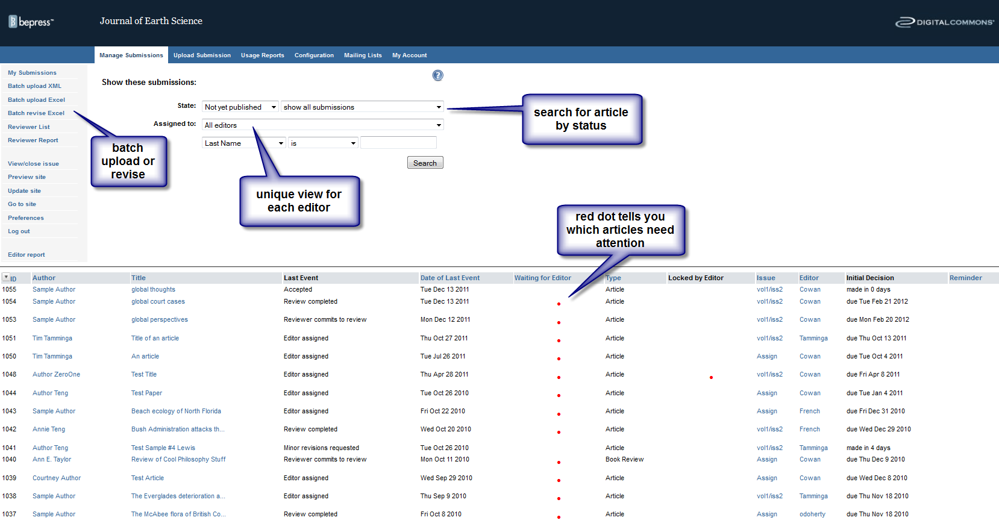 bepress™
Journal of Earth Science
DIGITALCOMMONS
Manage Submissions Upload Submission Usage Reports Configuration Mailing Lists My Account
My Submissions
Batch upload XML
Batch upload Excel
Batch revise Excel
Reviewer List
Reviewer Report
View/close issue
Preview site
Update site
Go to site
Preferences
Log out
Editor report
batch
upload or
revise
Show these submissions:
?
State: Not yet published show all submissions
Assigned to: All editors
Last Name is
Search
search for article
by status
unique view for
each editor
red dot tells you
which articles need
attention
ID Author Title Last Event Date of Last Event Waiting for Editor Type Locked by Editor Issue Editor Initial Decision Reminder
1055 Sample Author global thoughts Accepted Tue Dec 13 2011 Article vol1/iss2 Cowan made in 0 days
1054 Sample Author global court cases Review completed Tue Dec 13 2011 Article vol1/iss2 Cowan due Tue Feb 21 2012
1053 Sample Author global perspectives Reviewer commits to review Mon Dec 12 2011 Article vol1/iss2 Cowan due Mon Feb 20 2012
1051 Tim Tamminga Title of an article Editor assigned Thu Oct 27 2011 Article vol1/iss2 Tamminga due Thu Oct 13 2011
1050 Tim Tamminga An article Editor assigned Tue Jul 26 2011 Article Assign Cowan due Tue Oct 4 2011
1048 Author ZeroOne Test Title Editor assigned Thu Apr 28 2011 Article vol1/iss2 Cowan due Fri Apr 8 2011
1044 Author Teng Test Paper Editor assigned Tue Oct 26 2010 Article Assign Cowan due Tue Jan 4 2011
1043 Sample Author Beach ecology of North Florida Editor assigned Fri Oct 22 2010 Article Assign French due Fri Dec 31 2010
1042 Annie Teng Bush Administration attacks th... Review completed Wed Oct 20 2010 Article vol1/iss2 French due Wed Dec 29 2010
1041 Author Teng Test Sample #4 Lewis Minor revisions requested Tue Oct 26 2010 Article vol1/iss2 Tamminga made in 4 days
1040 Ann E. Taylor Review of Cool Philosophy Stuff Reviewer commits to review Mon Oct 11 2010 Book Review Assign Cowan due Thu Dec 9 2010
1039 Courtney Author Test Article Editor assigned Wed Sep 29 2010 Article Assign Cowan due Wed Dec 8 2010
1038 Sample Author The Everglades deterioration a... Editor assigned Thu Sep 9 2010 Article vol1/iss2 Tamminga due Thu Nov 18 2010
1037 Sample Author The McAbee flora of British Co... Review completed Fri Oct 8 2010 Article Assign odoherty due Thu Nov 18 2010